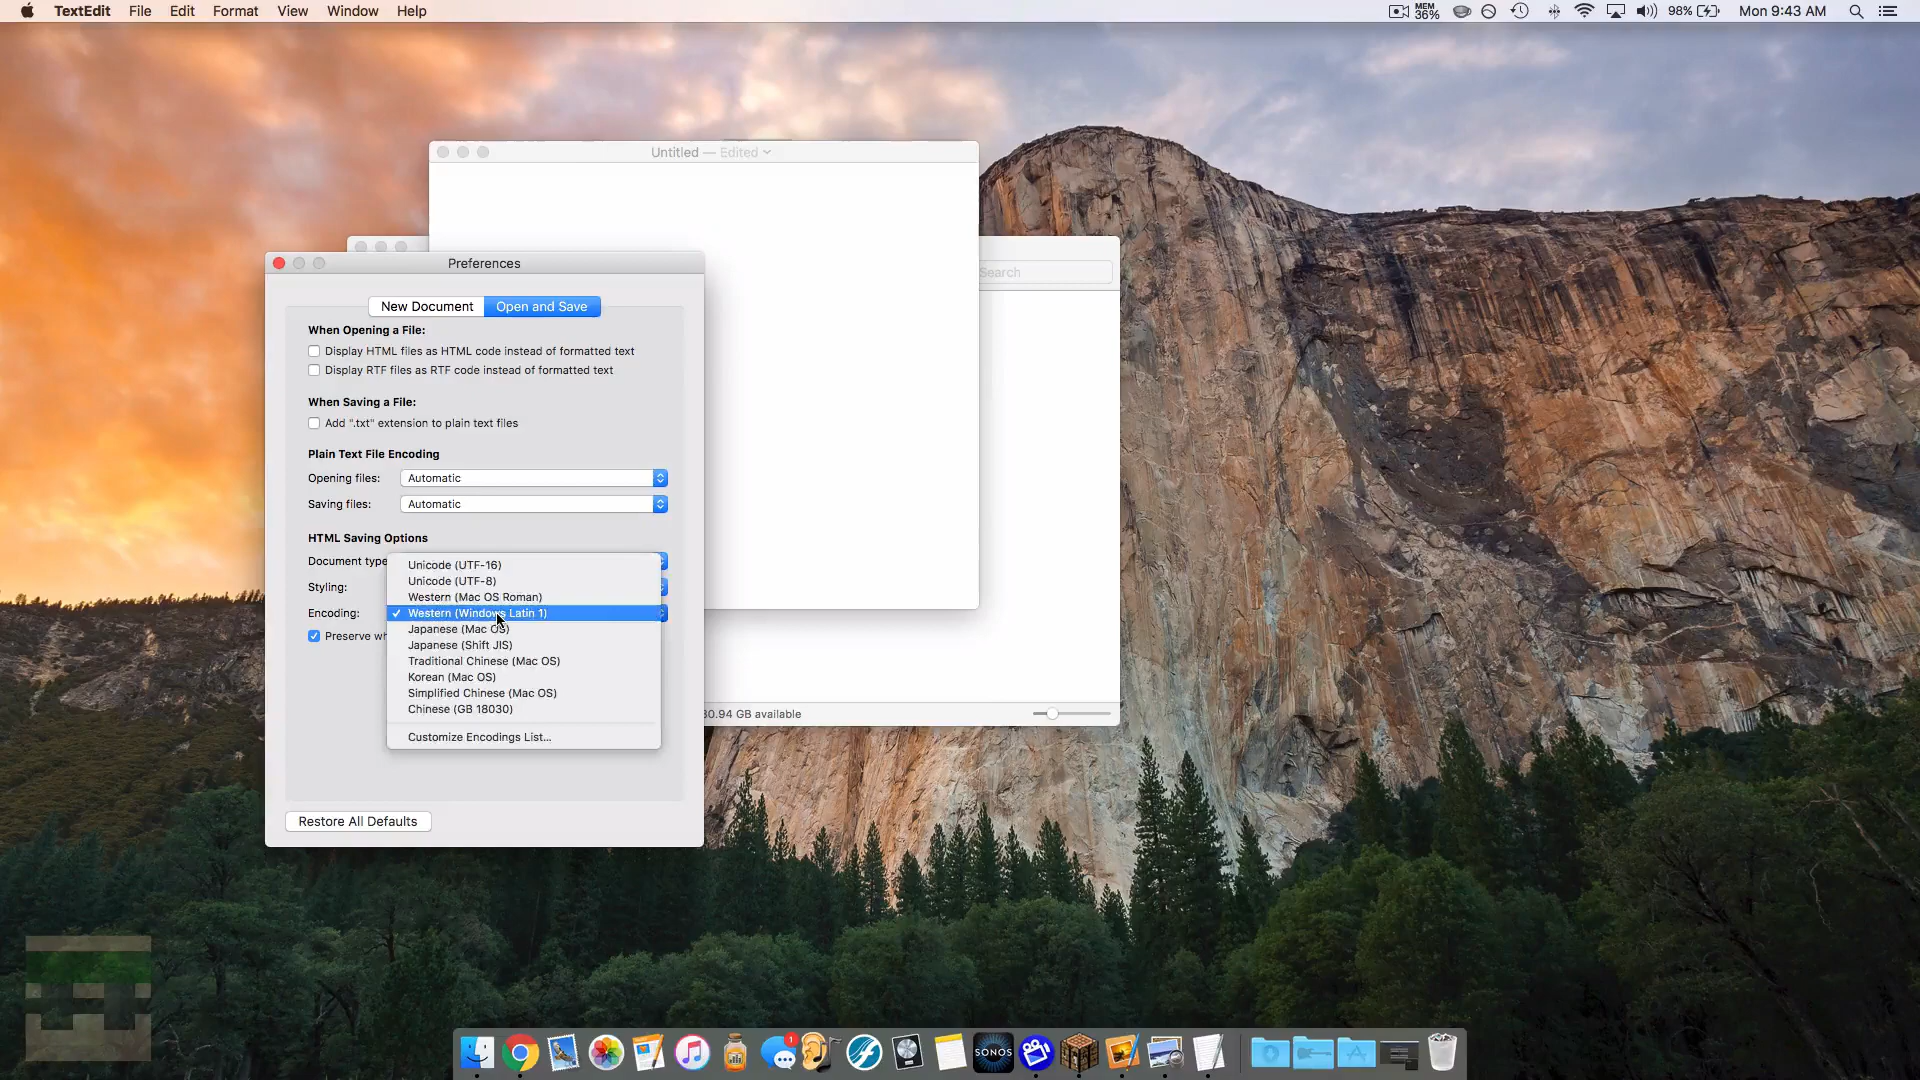 TextEdit File Edit Format View Window Help
MEM 36% 98% Mon 9:43 AM
Untitled — Edited
Search
Preferences
New Document Open and Save
When Opening a File:
Display HTML files as HTML code instead of formatted text
Display RTF files as RTF code instead of formatted text
When Saving a File:
Add ".txt" extension to plain text files
Plain Text File Encoding
Opening files: Automatic
Saving files: Automatic
HTML Saving Options
Document type
Styling:
Encoding:
Preserve wh
Unicode (UTF-16)
Unicode (UTF-8)
Western (Mac OS Roman)
Western (Windows Latin 1)
Japanese (Mac OS)
Japanese (Shift JIS)
Traditional Chinese (Mac OS)
Korean (Mac OS)
Simplified Chinese (Mac OS)
Chinese (GB 18030)
Customize Encodings List...
30.94 GB available
Restore All Defaults
1
SONOS